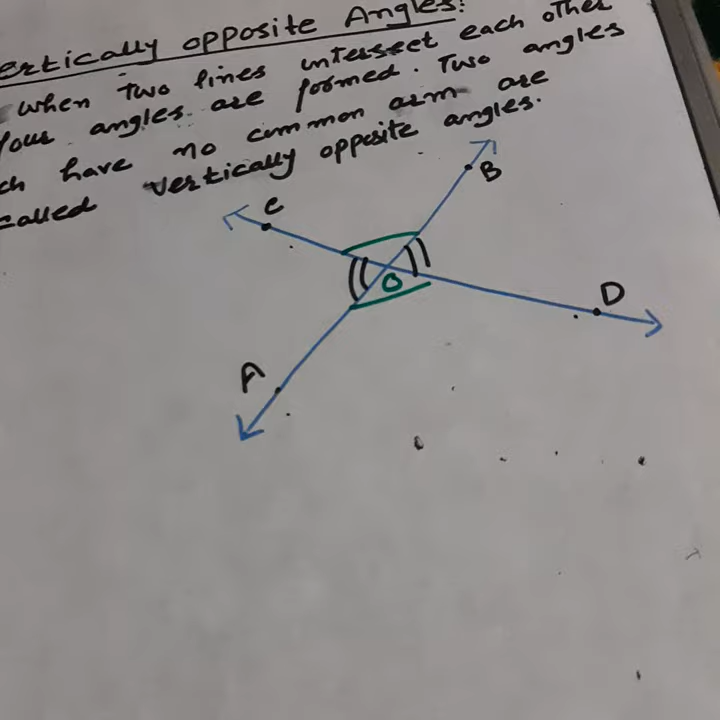 ertically opposite Angles:
when two lines intersect each other
four angles are formed. Two angles
ch have no common arm are
called vertically opposite angles.
B
C
O
D
A